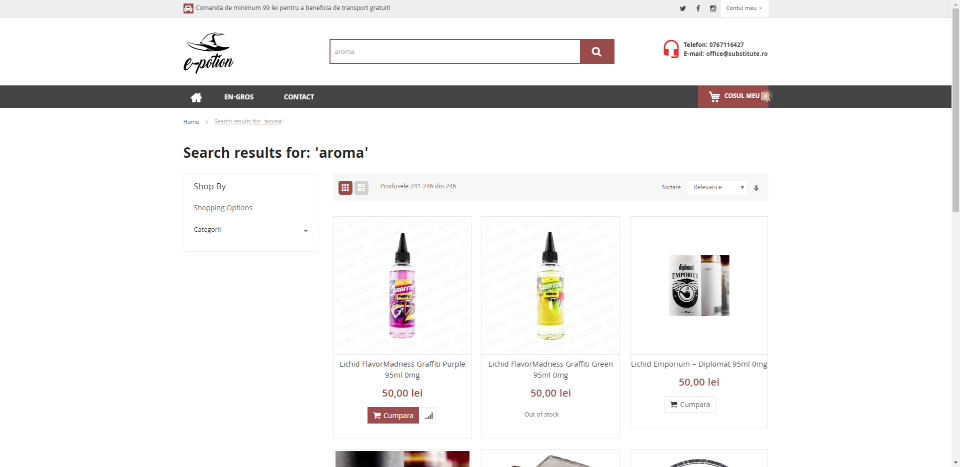 Comanda de minimum 99 lei pentru a beneficia de transport gratuit!
Contul meu
e-potion
aroma
Telefon: 0767116427
E-mail: office@substitute.ro
EN-GROS
CONTACT
COSUL MEU
Home
Search results for: 'aroma'
Search results for: 'aroma'
Shop By
Shopping Options
Categorii
Produsele 241-246 din 246
Sortare
Relevance
Lichid FlavorMadness Graffiti Purple
95ml 0mg
50,00 lei
Cumpara
Lichid FlavorMadness Graffiti Green
95ml 0mg
50,00 lei
Out of stock
diplomat
EMPORIUM
Lichid Emporium – Diplomat 95ml 0mg
50,00 lei
Cumpara